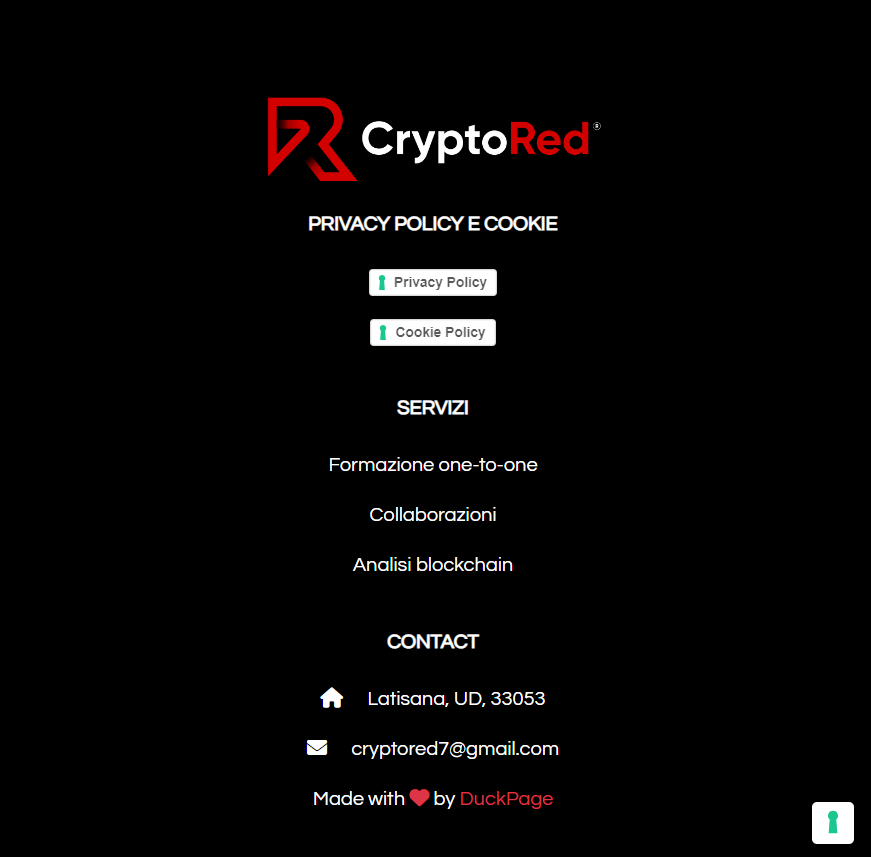 CryptoRed®
PRIVACY POLICY E COOKIE
Privacy Policy
Cookie Policy
SERVIZI
Formazione one-to-one
Collaborazioni
Analisi blockchain
CONTACT
Latisana, UD, 33053
cryptored7@gmail.com
Made with ❤ by DuckPage